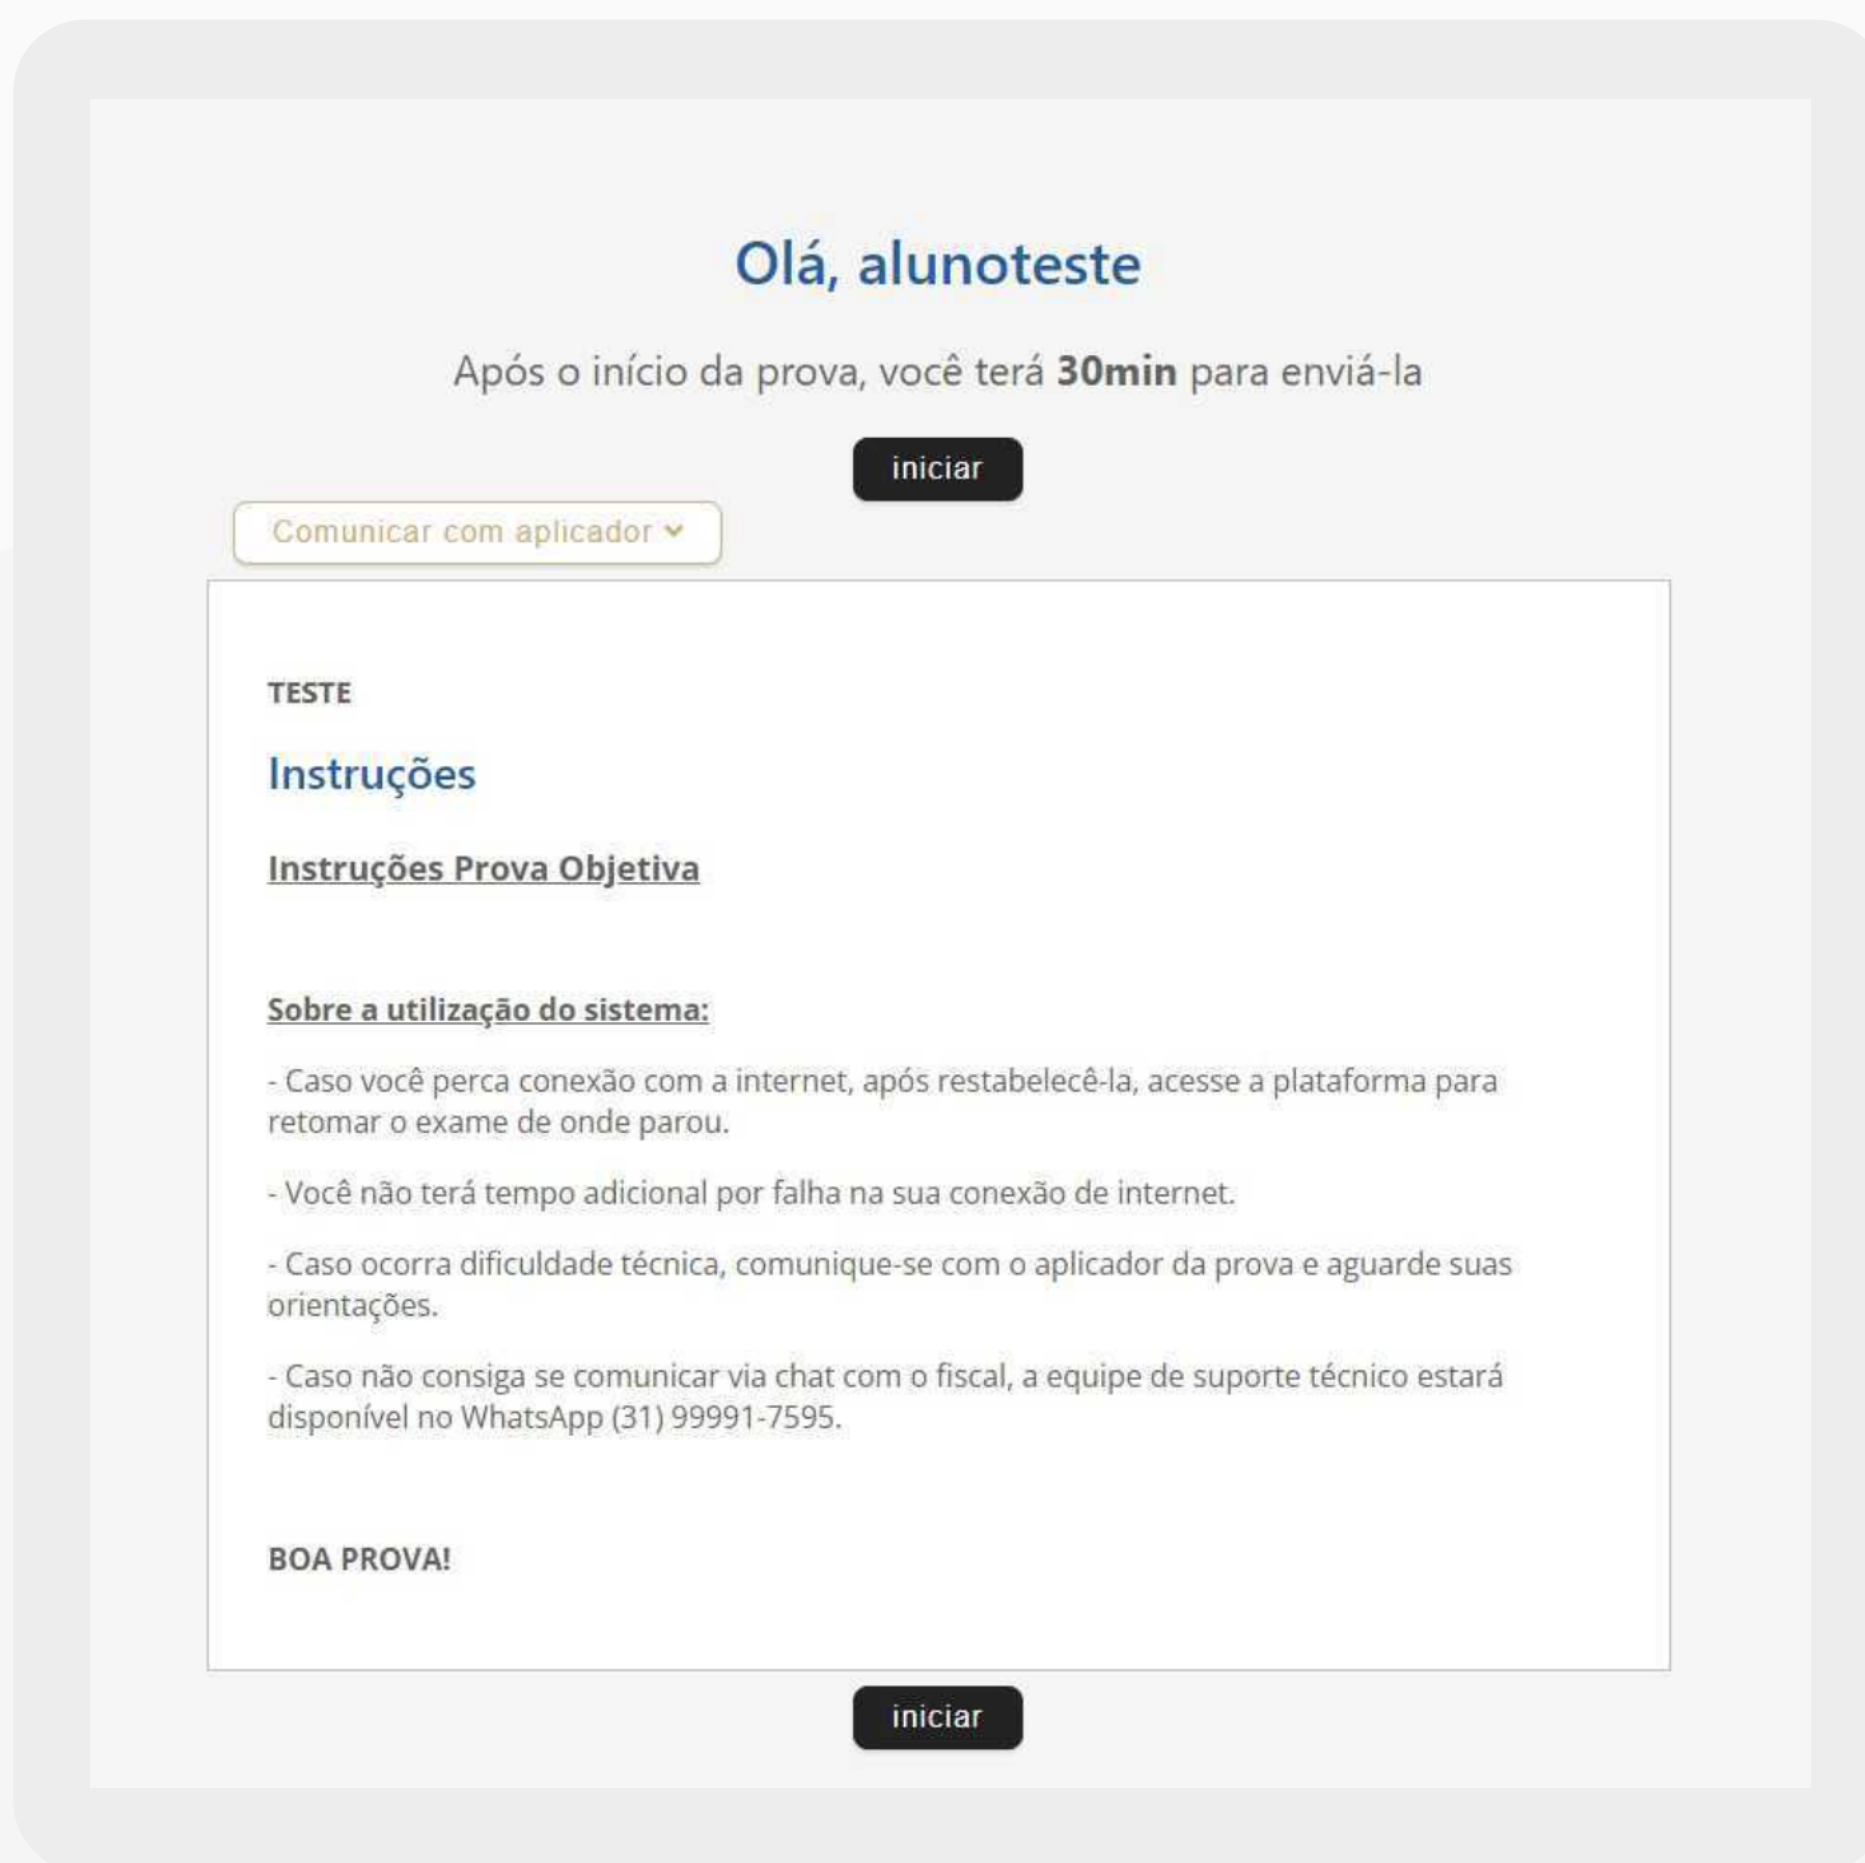 Olá, alunoteste
Após o início da prova, você terá 30min para enviá-la
iniciar
Comunicar com aplicador
TESTE
Instruções
Instruções Prova Objetiva
Sobre a utilização do sistema:
- Caso você perca conexão com a internet, após restabelecê-la, acesse a plataforma para
retomar o exame de onde parou.
- Você não terá tempo adicional por falha na sua conexão de internet.
- Caso ocorra dificuldade técnica, comunique-se com o aplicador da prova e aguarde suas
orientações.
- Caso não consiga se comunicar via chat com o fiscal, a equipe de suporte técnico estará
disponível no WhatsApp (31) 99991-7595.
BOA PROVA!
iniciar